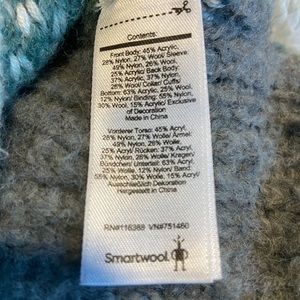 Contents:
Front Body: 45% Acrylic,
28% Nylon, 27% Wool/ Sleeve:
49% Nylon, 26% Wool,
25% Acrylic/ Back Body:
37% Acrylic, 37% Nylon,
26% Wool/ Collar/ Cuffs/
Bottom: 63% Acrylic, 25% Wool,
12% Nylon/ Binding: 55% Nylon,
30% Wool, 15% Acrylic/ Exclusive
of Decoration
Made in China
Vorderer Torso: 45% Acryl,
28% Nylon, 27% Wolle/ Ärmel:
49% Nylon, 26% Wolle,
25% Acryl/ Rücken: 37% Acryl,
37% Nylon, 26% Wolle/ Kragen/
Bündchen/ Unterteil: 63% Acryl,
25% Wolle, 12% Nylon/ Band:
55% Nylon, 30% Wolle, 15% Acryl/
Ausschließlich Dekoration
Hergestellt in China
RN#116388 VN#751460
Smartwool